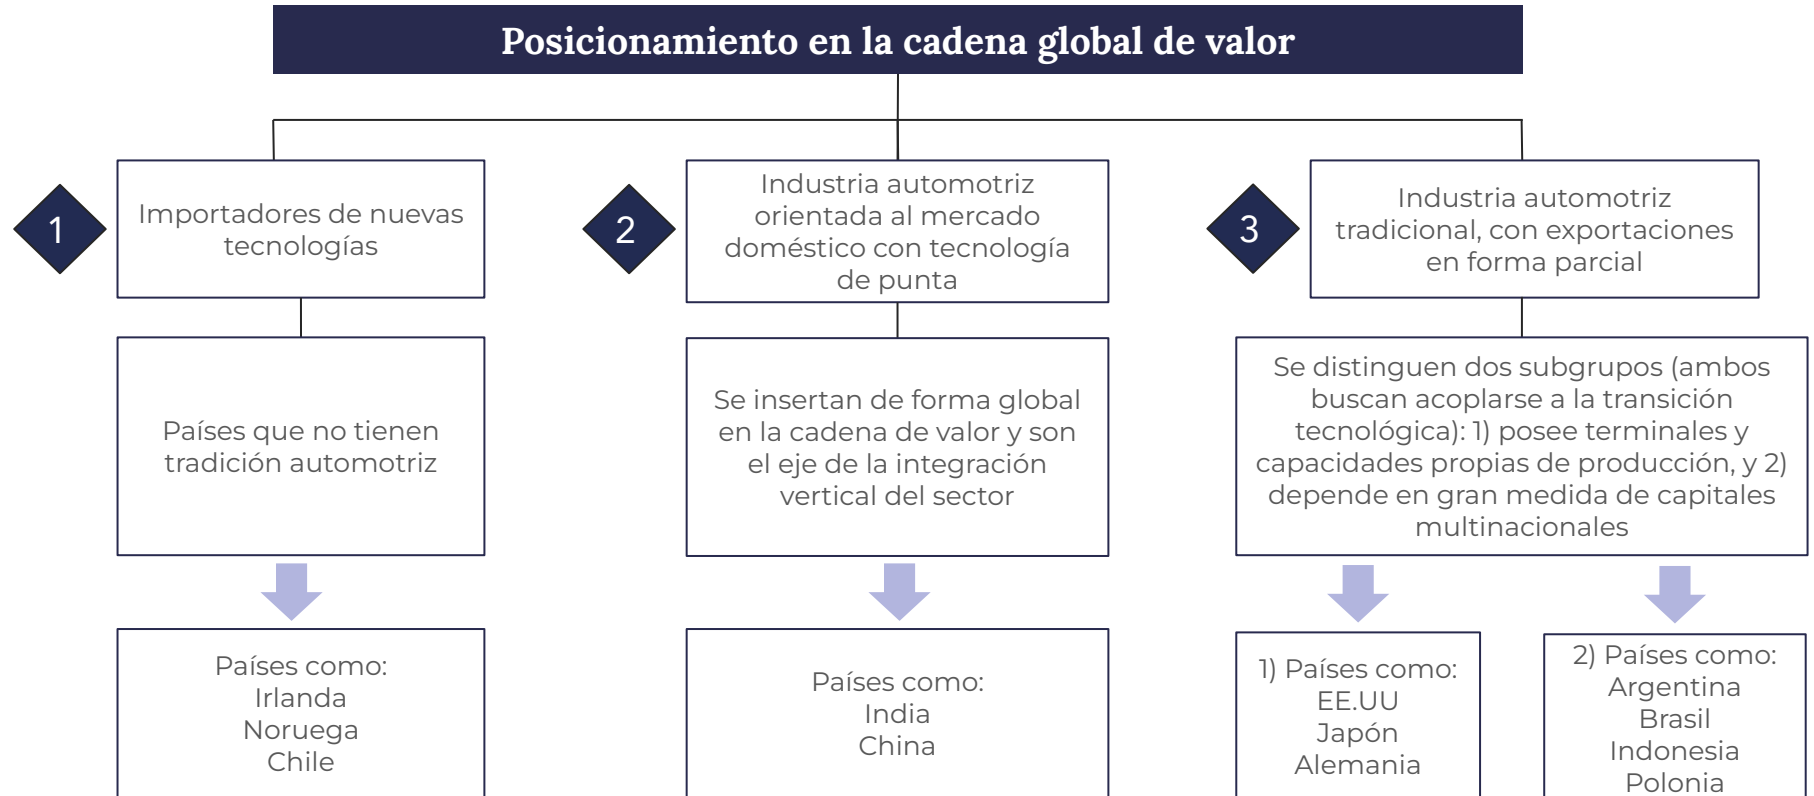 Posicionamiento en la cadena global de valor
1
Importadores de nuevas
tecnologías
2
Industria automotriz
orientada al mercado
doméstico con tecnología
de punta
3
Industria automotriz
tradicional, con exportaciones
en forma parcial
Países que no tienen
tradición automotriz
Se insertan de forma global
en la cadena de valor y son
el eje de la integración
vertical del sector
Se distinguen dos subgrupos (ambos
buscan acoplarse a la transición
tecnológica): 1) posee terminales y
capacidades propias de producción, y 2)
depende en gran medida de capitales
multinacionales
Países como:
Irlanda
Noruega
Chile
Países como:
India
China
1) Países como:
EE.UU
Japón
Alemania
2) Países como:
Argentina
Brasil
Indonesia
Polonia